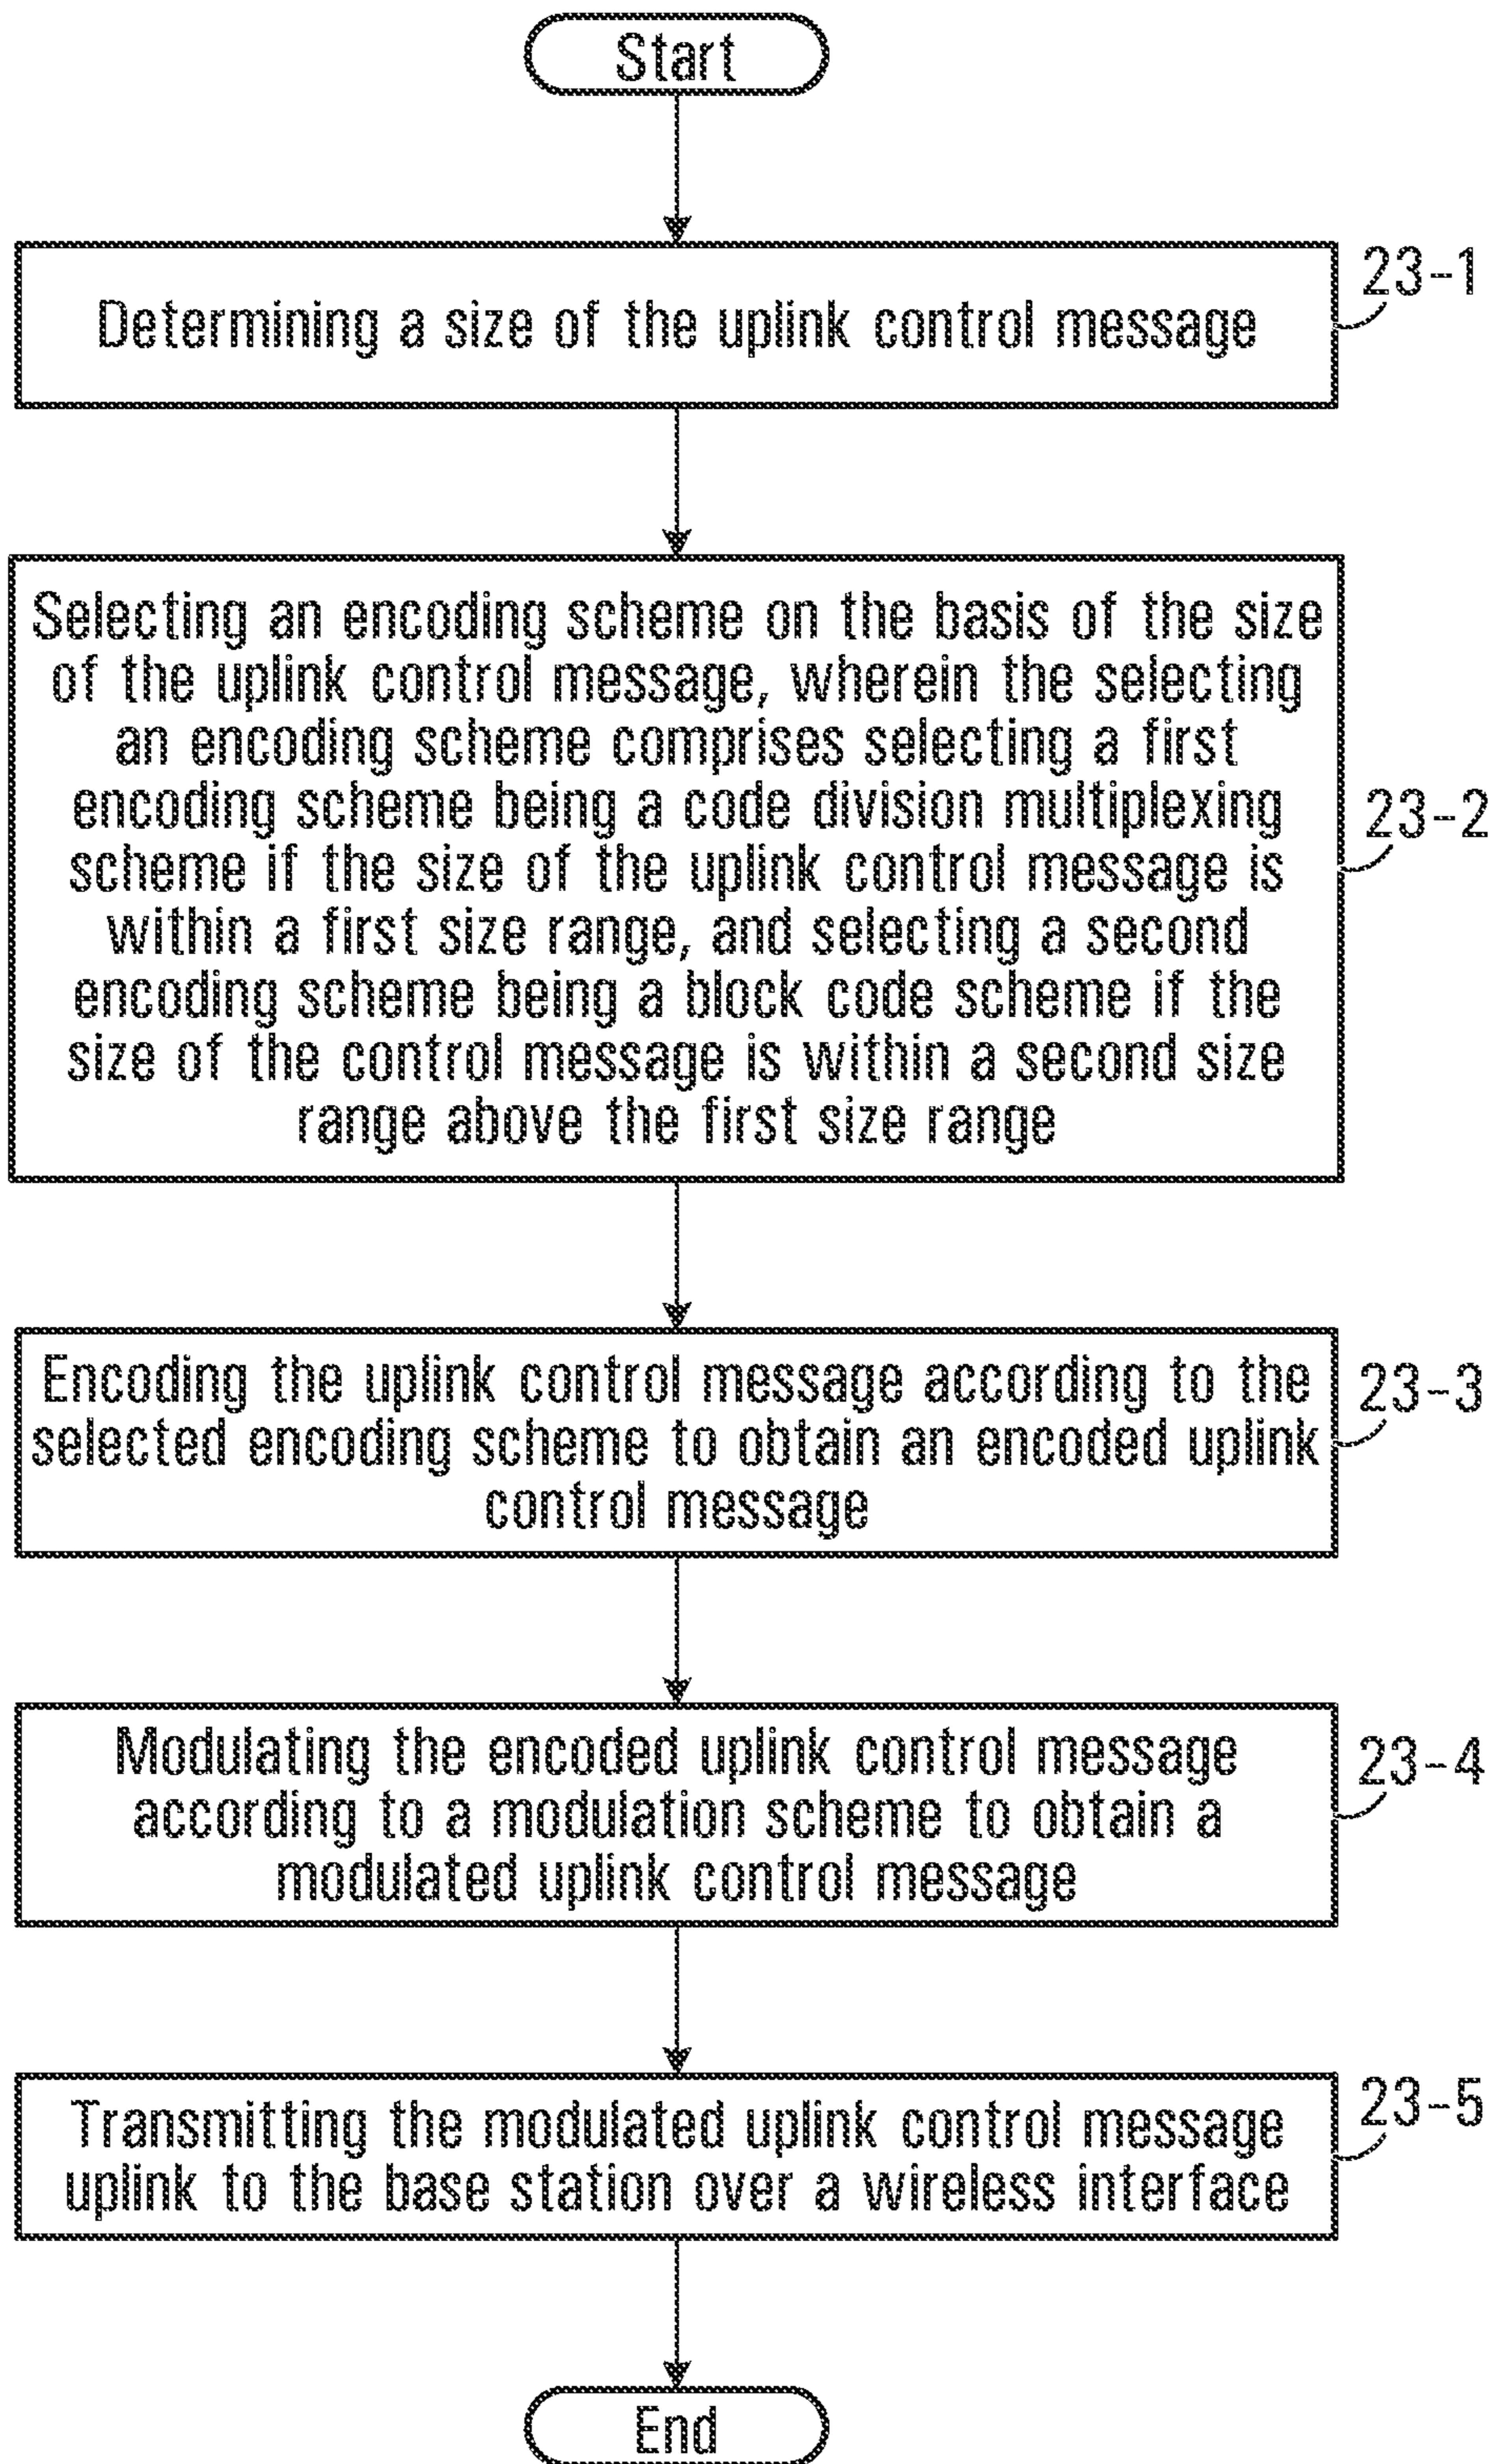 Start
23-1
Determining a size of the uplink control message
Selecting an encoding scheme on the basis of the size
of the uplink control message, wherein the selecting
an encoding scheme comprises selecting a first
encoding scheme being a code division multiplexing
scheme if the size of the uplink control message is
within a first size range, and selecting a second
encoding scheme being a block code scheme if the
size of the control message is within a second size
range above the first size range
23-2
Encoding the uplink control message according to the
selected encoding scheme to obtain an encoded uplink
control message
23-3
Modulating the encoded uplink control message
according to a modulation scheme to obtain a
modulated uplink control message
23-4
Transmitting the modulated uplink control message
uplink to the base station over a wireless interface
23-5
End